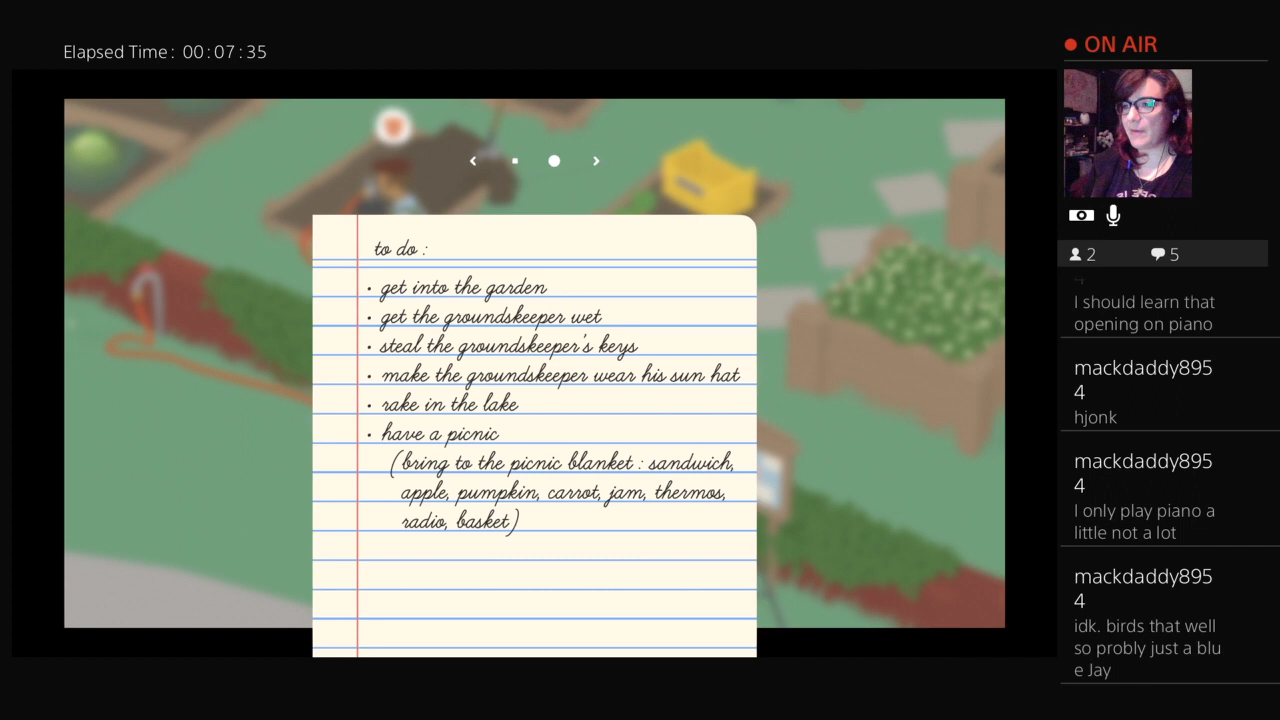 Elapsed Time: 00:07:35
ON AIR
to do :
• get into the garden
• get the groundskeeper wet
• steal the groundskeeper's keys
• make the groundskeeper wear his sun hat
• rake in the lake
• have a picnic
(bring to the picnic blanket : sandwich,
apple, pumpkin, carrot, jam, thermos,
radio, basket)
2
5
I should learn that
opening on piano
mackdaddy895
4
hjonk
mackdaddy895
4
I only play piano a
little not a lot
mackdaddy895
4
idk. birds that well
so probly just a blu
e Jay